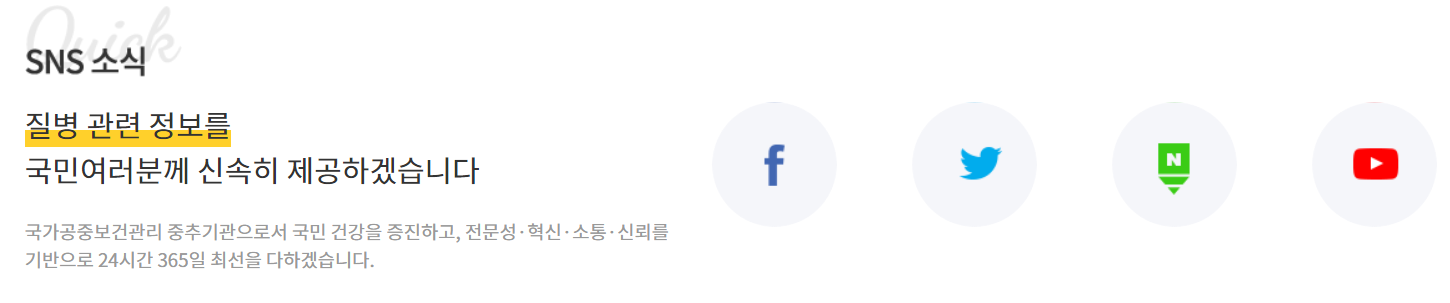 Quick
SNS 소식
질병 관련 정보를
국민여러분께 신속히 제공하겠습니다
국가공중보건관리 중추기관으로서 국민 건강을 증진하고, 전문성·혁신·소통·신뢰를
기반으로 24시간 365일 최선을 다하겠습니다.
f
N